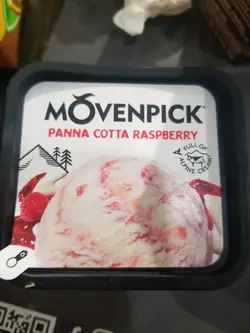 MÖVENPICK
PANNA COTTA RASPBERRY
FULL OF
ALPINE CREAM